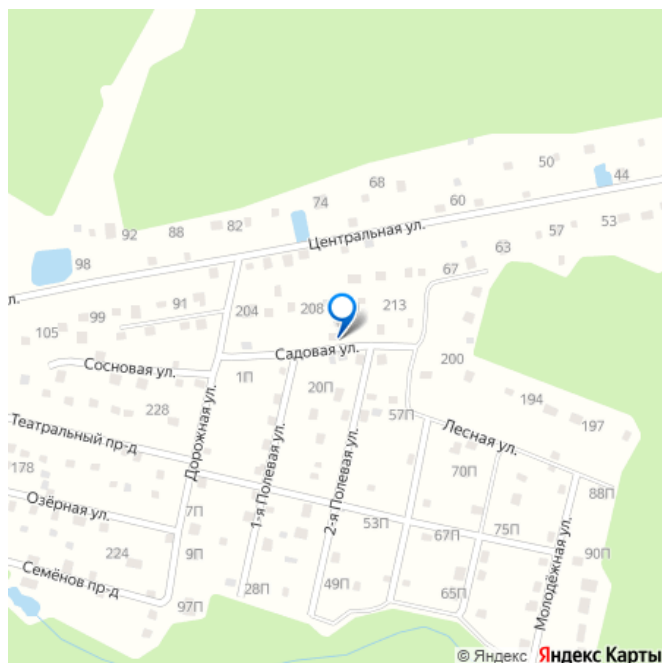 50
44
68
74
60
82
53
88
57
92
Центральная ул.
63
98
67
л.
91
204
208
213
99
105
Садовая ул.
Сосновая ул.
200
1П
20П
194
228
57П
197
Театральный пр-д
Дорожная ул.
Лесная ул.
1-я Полевая ул.
2-я Полевая ул.
178
70П
88П
Озёрная ул.
7П
53П
75П
67П
Молодёжная ул.
224
9П
90П
Семёнов пр-д
49П
28П
65П
97П
© Яндекс Яндекс Карты